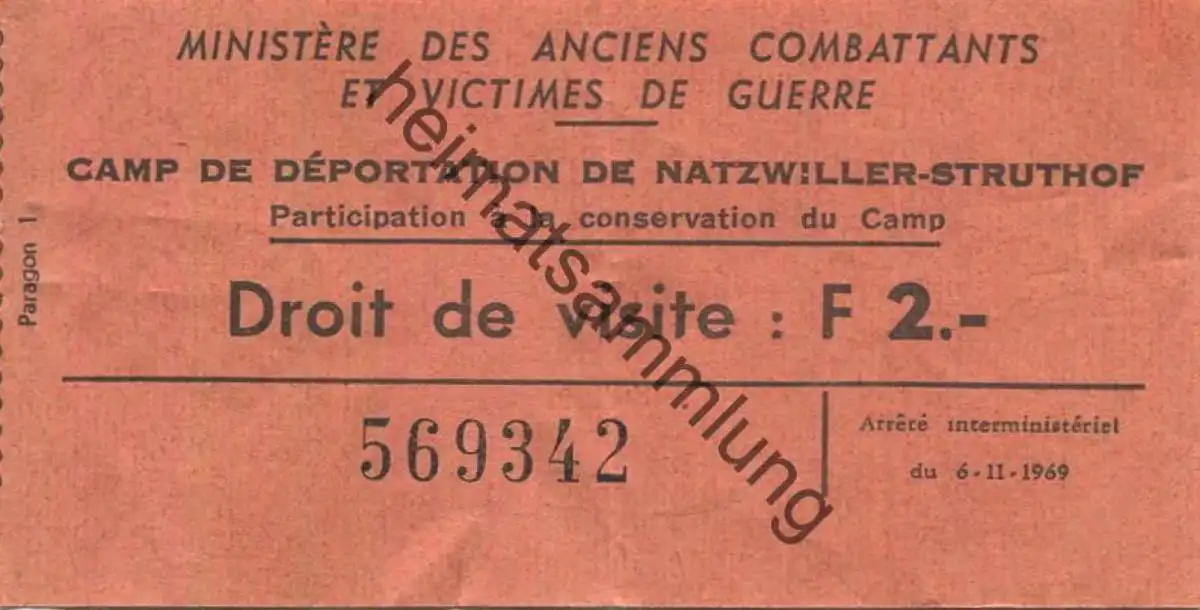 MINISTÈRE DES ANCIENS COMBATTANTS
ET VICTIMES DE GUERRE
CAMP DE DÉPORTATION DE NATZWILLER-STRUTHOF
Participation à la conservation du Camp
Droit de visite : F 2.-
569342
Arrêté interministériel
du 6-11-1969
Paragon 1
heimatsammlung